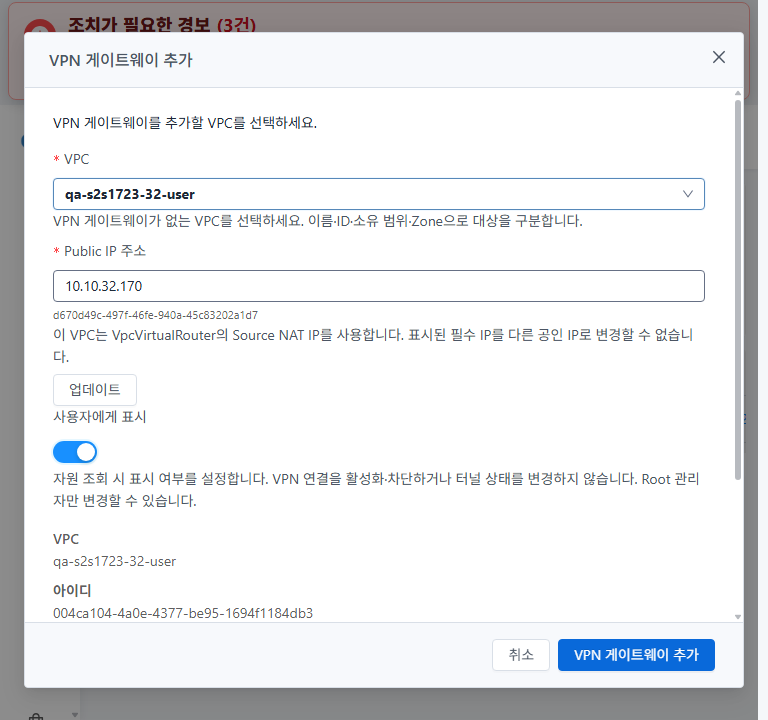 조치가 필요한 경보 (3건)
VPN 게이트웨이 추가
VPN 게이트웨이를 추가할 VPC를 선택하세요.
* VPC
qa-s2s1723-32-user
VPN 게이트웨이가 없는 VPC를 선택하세요. 이름·ID·소유 범위·Zone으로 대상을 구분합니다.
* Public IP 주소
10.10.32.170
d670d49c-497f-46fe-940a-45c83202a1d7
이 VPC는 VpcVirtualRouter의 Source NAT IP를 사용합니다. 표시된 필수 IP를 다른 공인 IP로 변경할 수 없습니
다.
업데이트
사용자에게 표시
자원 조회 시 표시 여부를 설정합니다. VPN 연결을 활성화·차단하거나 터널 상태를 변경하지 않습니다. Root 관리
자만 변경할 수 있습니다.
VPC
qa-s2s1723-32-user
아이디
004ca104-4a0e-4377-be95-1694f1184db3
취소
VPN 게이트웨이 추가